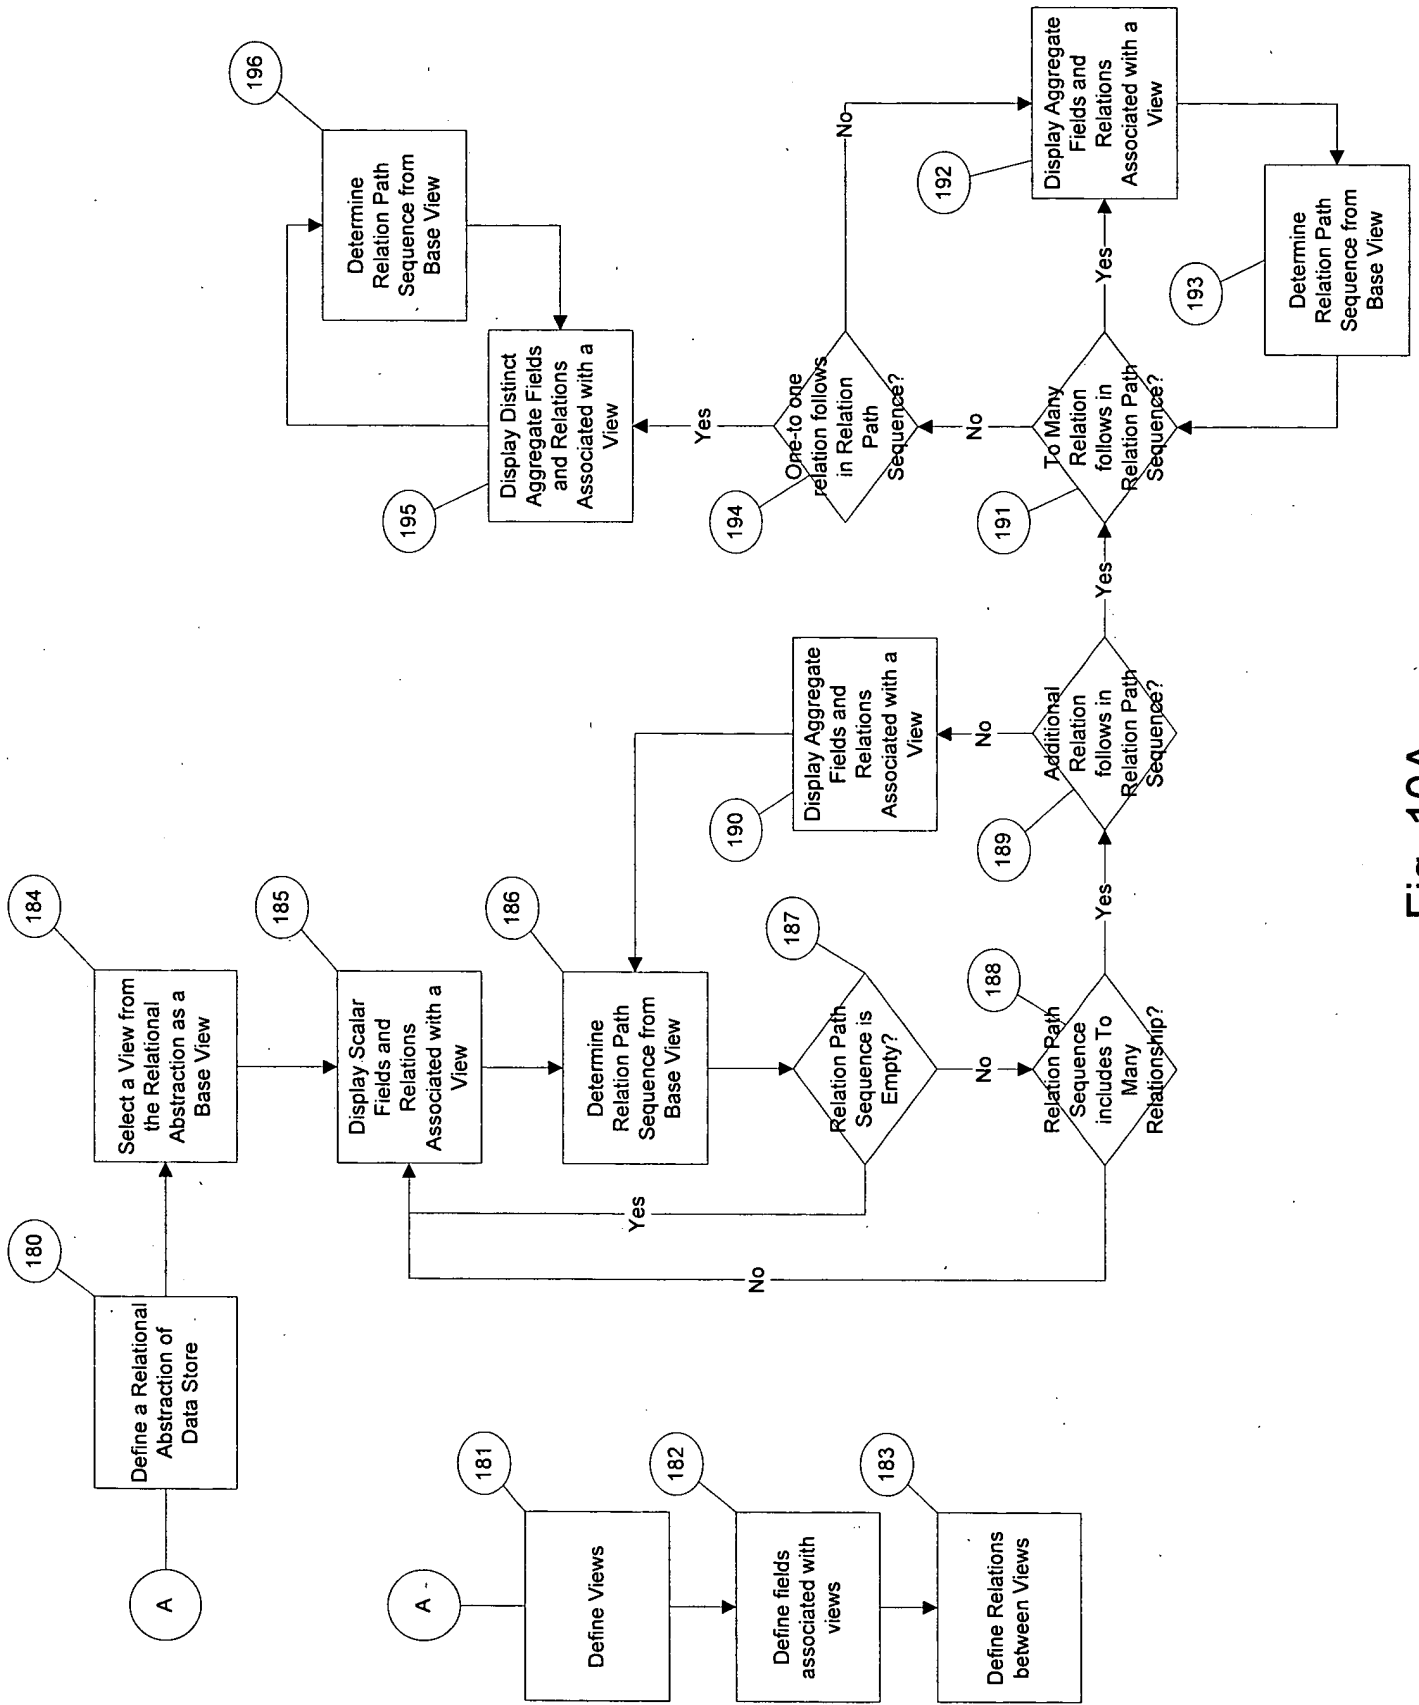 A
Define a Relational
Abstraction of
Data Store
180
Select a View from
the Relational
Abstraction as a
Base View
184
Display Scalar
Fields and
Relations
Associated with a
View
185
Determine
Relation Path
Sequence from
Base View
186
Relation Path
Sequence is
Empty?
187
Yes
No
Relation Path
Sequence
includes To
Many
Relationship?
188
No
Yes
Additional
Relation
follows in
Relation Path
Sequence?
189
No
Display Aggregate
Fields and
Relations
Associated with a
View
190
Yes
To Many
Relation
follows in
Relation Path
Sequence?
191
Yes
Display Aggregate
Fields and
Relations
Associated with a
View
192
Determine
Relation Path
Sequence from
Base View
193
No
One-to one
relation follows
in Relation
Path
Sequence?
194
No
Yes
Display Distinct
Aggregate Fields
and Relations
Associated with a
View
195
Determine
Relation Path
Sequence from
Base View
196
A
Define Views
181
Define fields
associated with
views
182
Define Relations
between Views
183